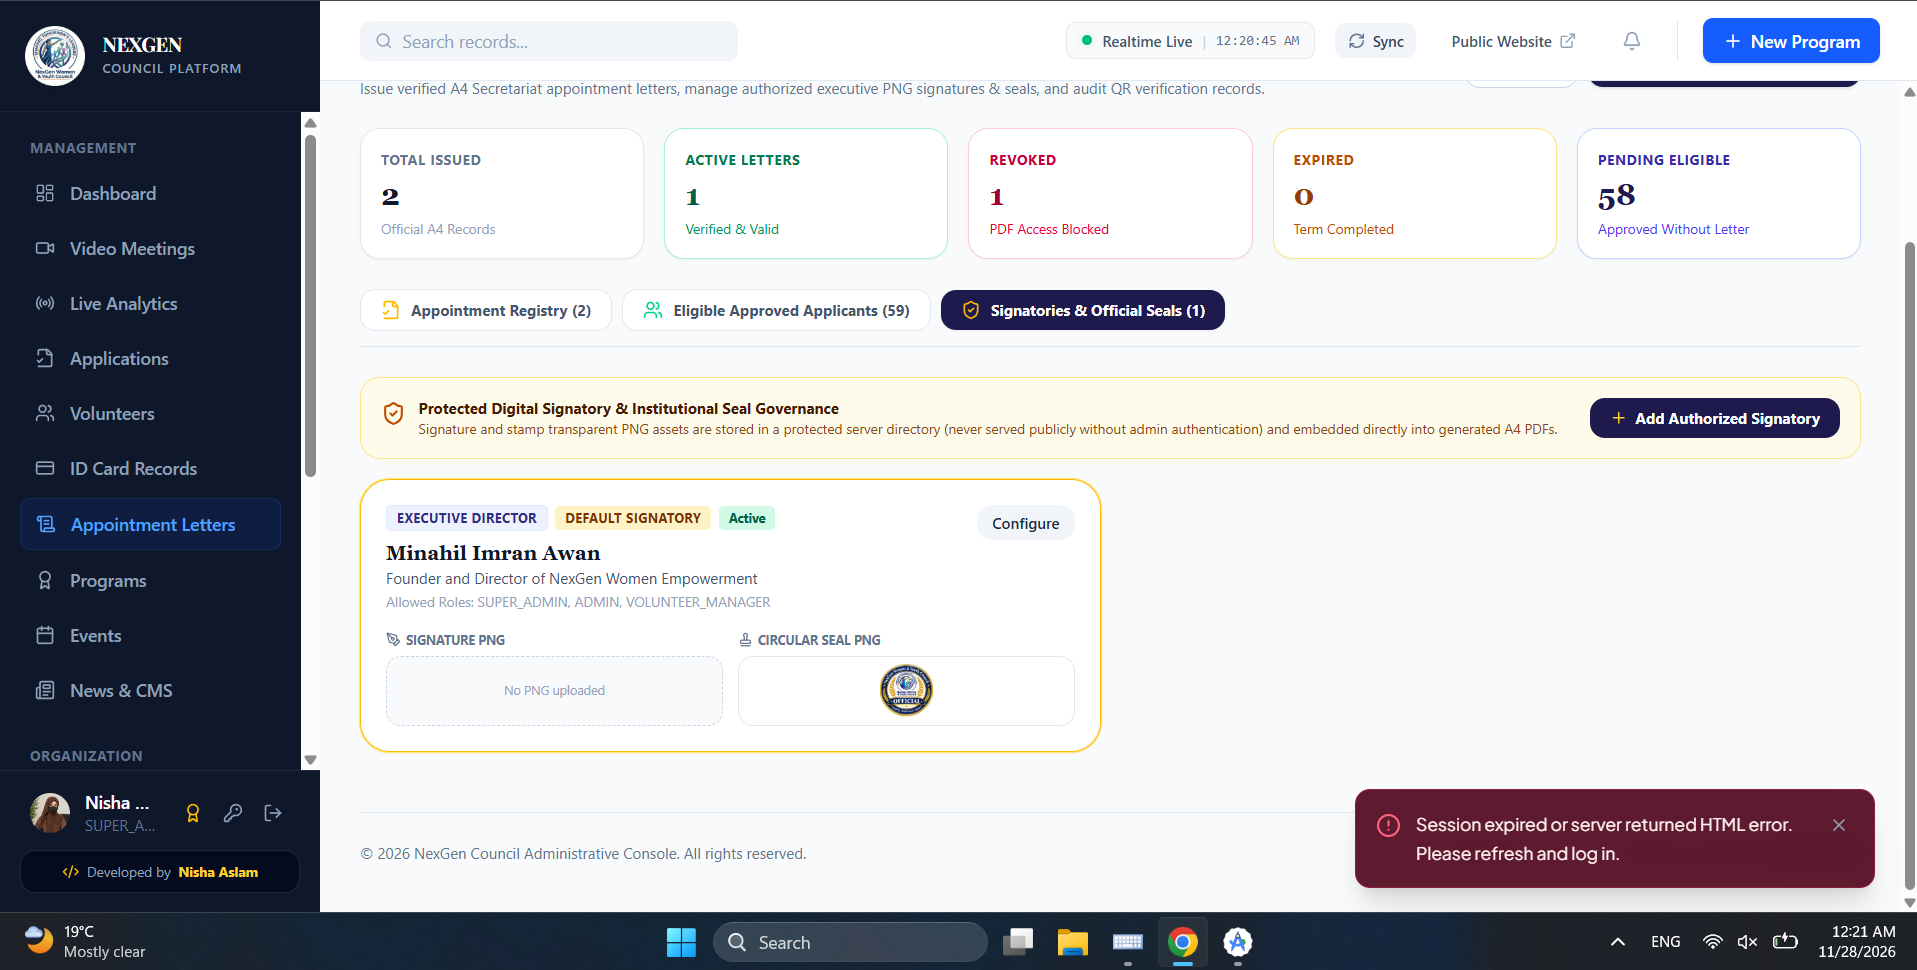 NEXGEN
COUNCIL PLATFORM
Search records...
Realtime Live | 12:20:45 AM
Sync
Public Website
New Program
MANAGEMENT
Dashboard
Video Meetings
Live Analytics
Applications
Volunteers
ID Card Records
Appointment Letters
Programs
Events
News & CMS
ORGANIZATION
Nisha ...
SUPER_A...
</> Developed by Nisha Aslam
Issue verified A4 Secretariat appointment letters, manage authorized executive PNG signatures & seals, and audit QR verification records.
TOTAL ISSUED
2
Official A4 Records
ACTIVE LETTERS
1
Verified & Valid
REVOKED
1
PDF Access Blocked
EXPIRED
0
Term Completed
PENDING ELIGIBLE
58
Approved Without Letter
Appointment Registry (2)
Eligible Approved Applicants (59)
Signatories & Official Seals (1)
Protected Digital Signatory & Institutional Seal Governance
Signature and stamp transparent PNG assets are stored in a protected server directory (never served publicly without admin authentication) and embedded directly into generated A4 PDFs.
Add Authorized Signatory
EXECUTIVE DIRECTOR
DEFAULT SIGNATORY
Active
Configure
Minahil Imran Awan
Founder and Director of NexGen Women Empowerment
Allowed Roles: SUPER_ADMIN, ADMIN, VOLUNTEER_MANAGER
SIGNATURE PNG
CIRCULAR SEAL PNG
No PNG uploaded
OFFICIAL
Session expired or server returned HTML error.
Please refresh and log in.
© 2026 NexGen Council Administrative Console. All rights reserved.
19°C
Mostly clear
Search
ENG
12:21 AM
11/28/2026